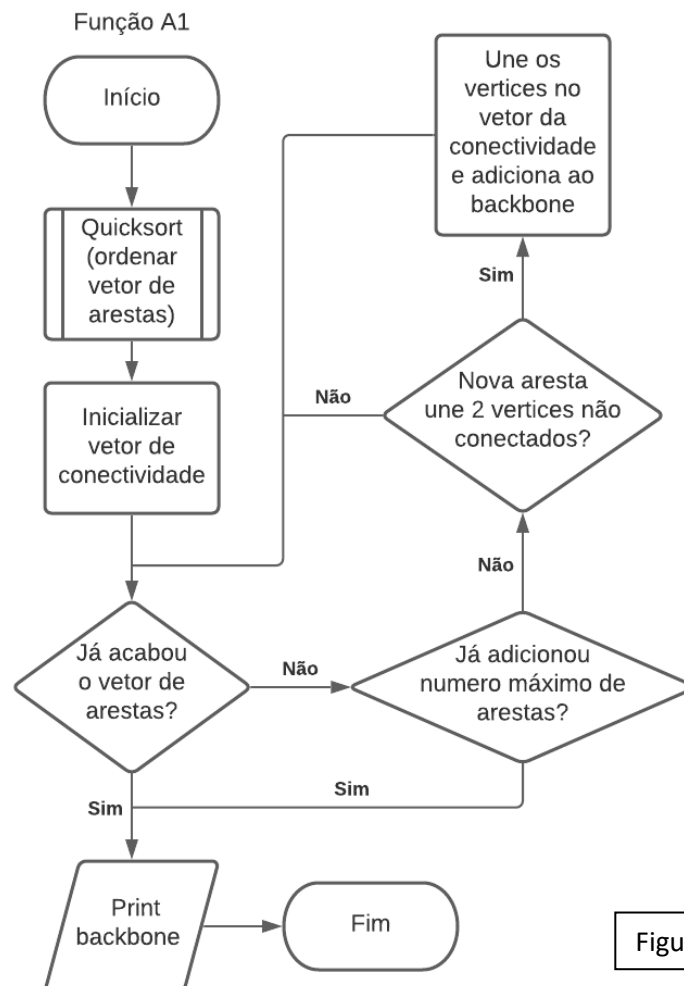 Função A1
Início
Quicksort
(ordenar
vetor de
arestas)
Inicializar
vetor de
conectividade
Já acabou
o vetor de
arestas?
Não
Sim
Já adicionou
numero máximo de
arestas?
Não
Sim
Nova aresta
une 2 vertices não
conectados?
Não
Sim
Une os
vertices no
vetor da
conectividade
e adiciona ao
backbone
Print
backbone
Fim
Figu